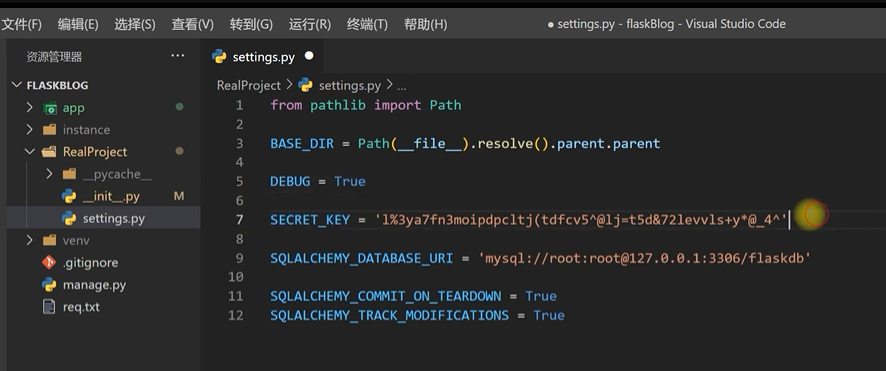 文件(F) 编辑(E) 选择(S) 查看(V) 转到(G) 运行(R) 终端(T) 帮助(H) ● settings.py - flaskBlog - Visual Studio Code
资源管理器 ···
settings.py ●
FLASKBLOG
RealProject > settings.py > ...
app
instance
RealProject
__pycache__
__init__.py M
settings.py
venv
.gitignore
manage.py
req.txt
1 from pathlib import Path
2
3 BASE_DIR = Path(__file__).resolve().parent.parent
4
5 DEBUG = True
6
7 SECRET_KEY = 'l%3ya7fn3moipdpcltj(tdfcv5^@lj=t5d&72levvls+y*@_4^'
8
9 SQLALCHEMY_DATABASE_URI = 'mysql://root:root@127.0.0.1:3306/flaskdb'
10
11 SQLALCHEMY_COMMIT_ON_TEARDOWN = True
12 SQLALCHEMY_TRACK_MODIFICATIONS = True